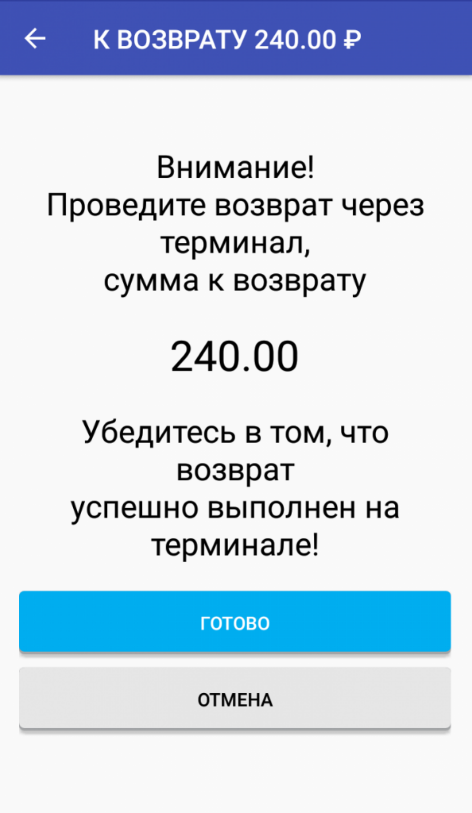 К ВОЗВРАТУ 240.00 ₽
Внимание!
Проведите возврат через
терминал,
сумма к возврату
240.00
Убедитесь в том, что
возврат
успешно выполнен на
терминале!
ГОТОВО
ОТМЕНА